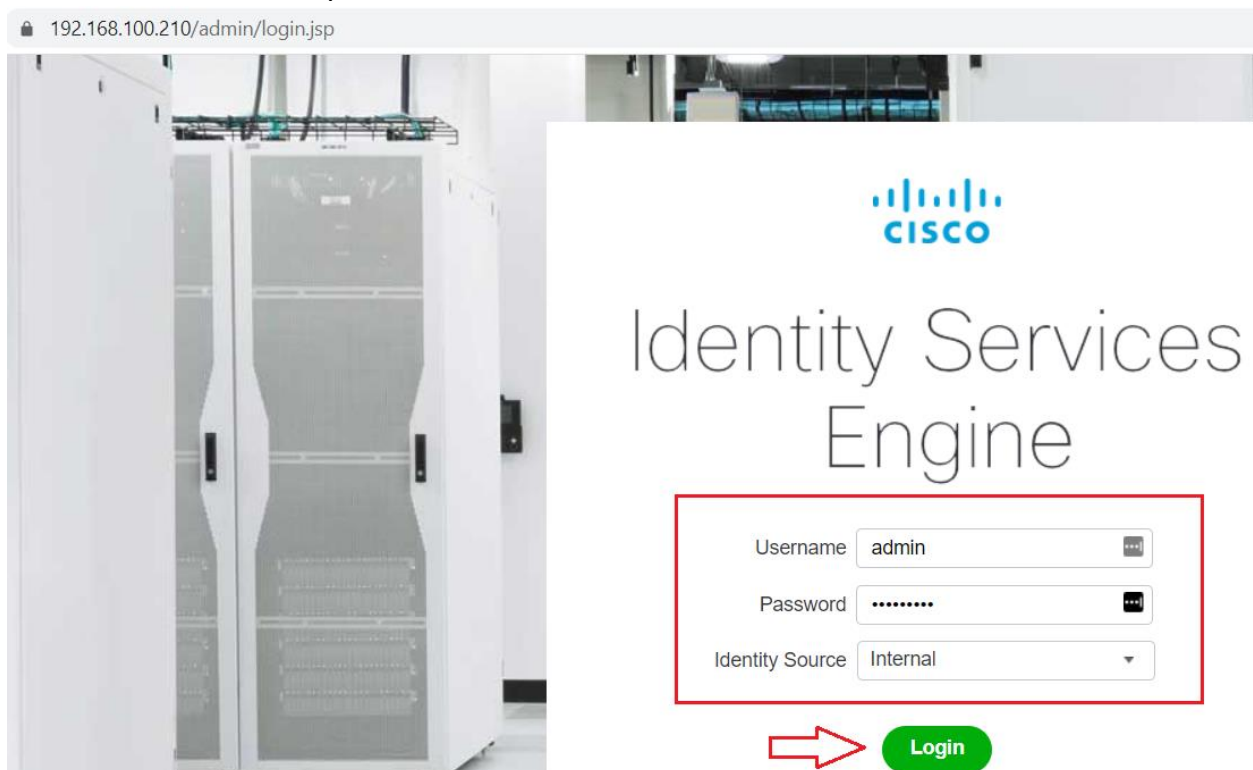 192.168.100.210/admin/login.jsp
CISCO
Identity Services
Engine
Username admin
Password •••••••••
Identity Source Internal
Login